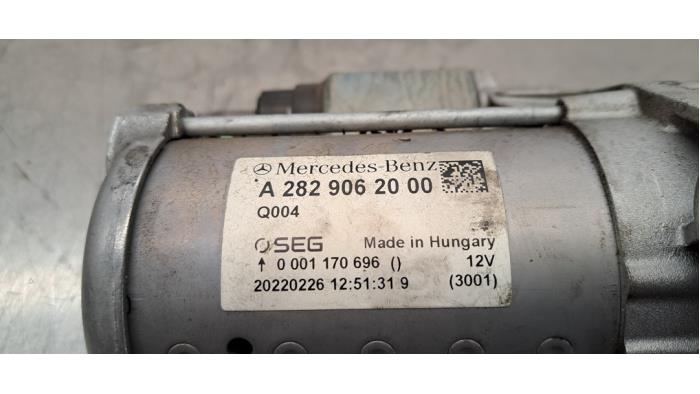 Mercedes-Benz
A 282 906 20 00
Q004
SEG Made in Hungary
↑ 0 001 170 696 () 12V
20220226 12:51:31 9 (3001)